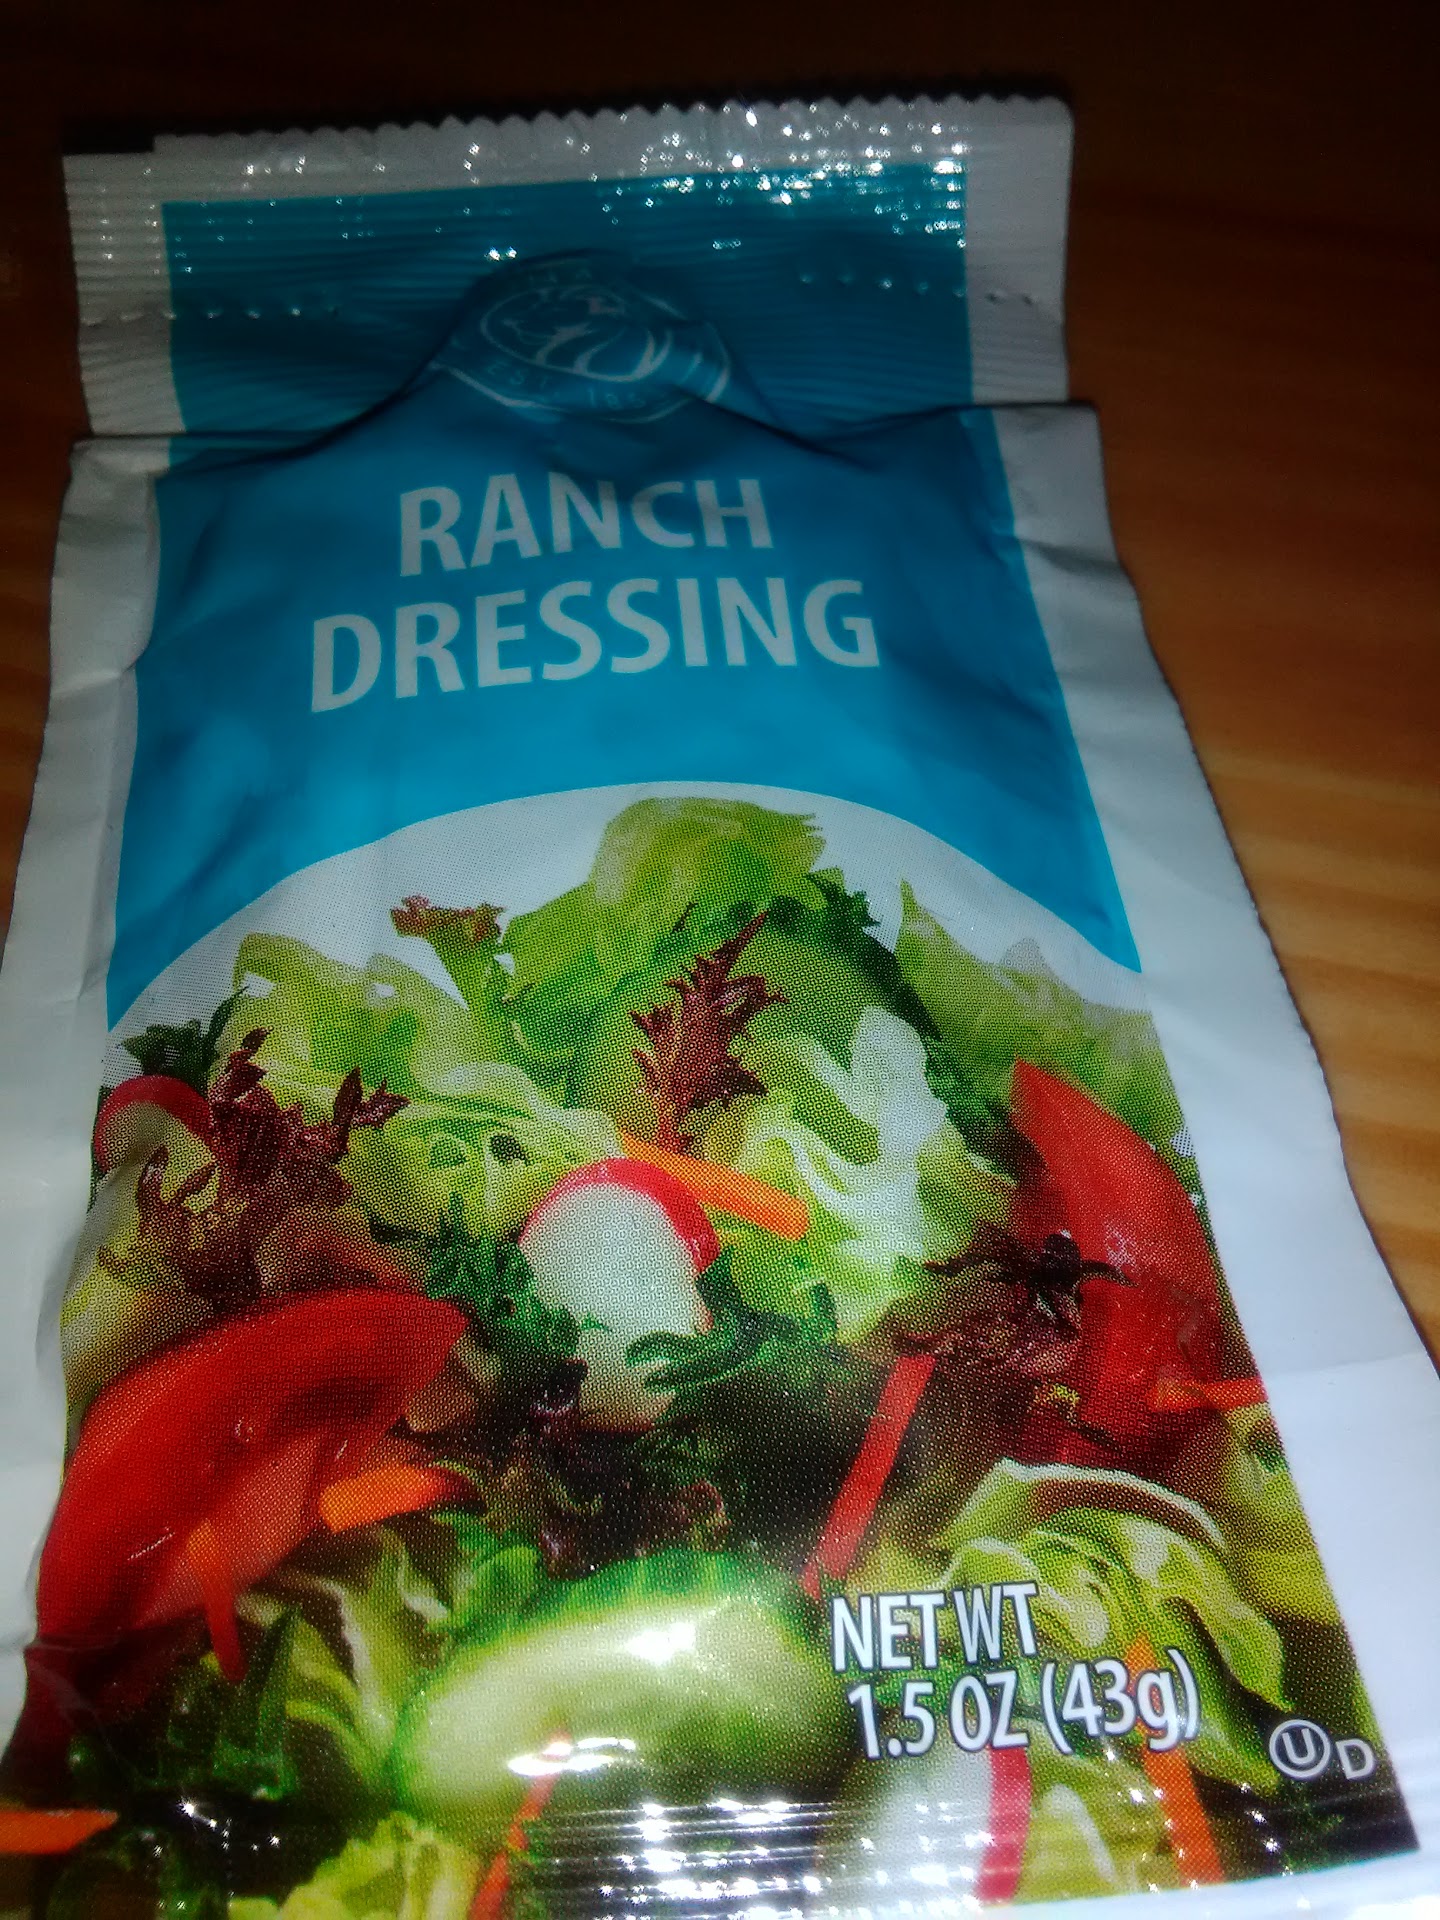 RANCH
DRESSING
NET WT
1.5 OZ (43g)
U D